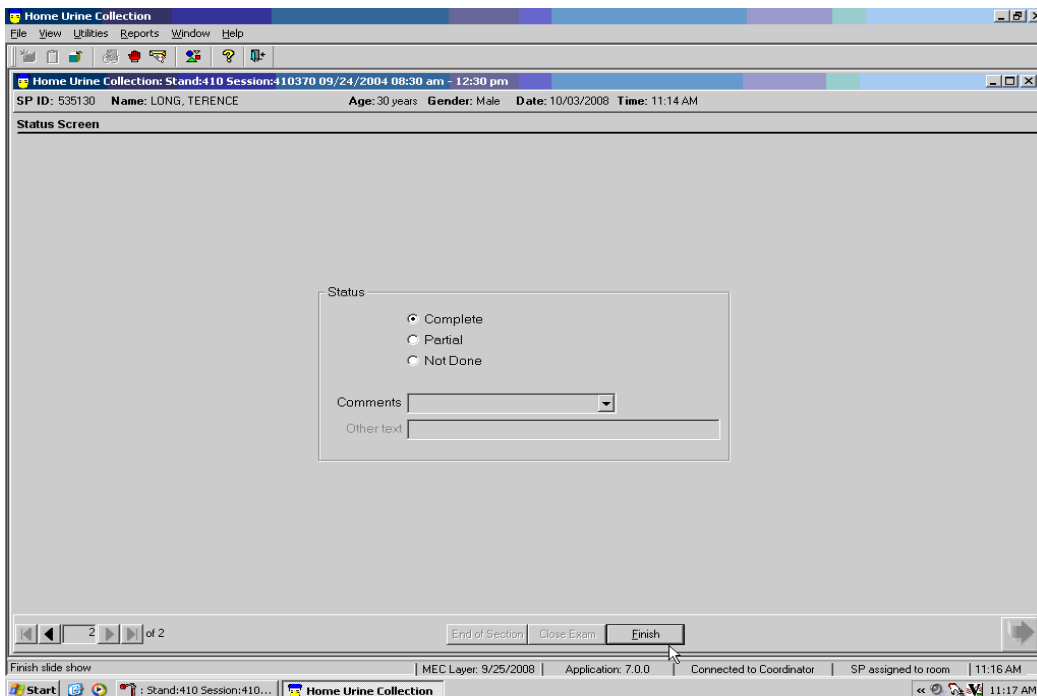 Home Urine Collection
File View Utilities Reports Window Help
Home Urine Collection: Stand:410 Session:410370 09/24/2004 08:30 am - 12:30 pm
SP ID: 535130 Name: LONG, TERENCE Age: 30 years Gender: Male Date: 10/03/2008 Time: 11:14 AM
Status Screen
Status
Complete
Partial
Not Done
Comments
Other text
2 of 2 End of Section Close Exam Finish
Finish slide show MEC Layer: 9/25/2008 Application: 7.0.0 Connected to Coordinator SP assigned to room 11:16 AM
Start : Stand:410 Session:410... Home Urine Collection « 11:17 AM